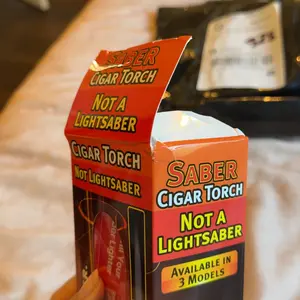 SABER
CIGAR TORCH
NOT A
LIGHTSABER
CIGAR TORCH
NOT LIGHTSABER
SABER
CIGAR TORCH
NOT A
LIGHTSABER
AVAILABLE IN
3 MODELS